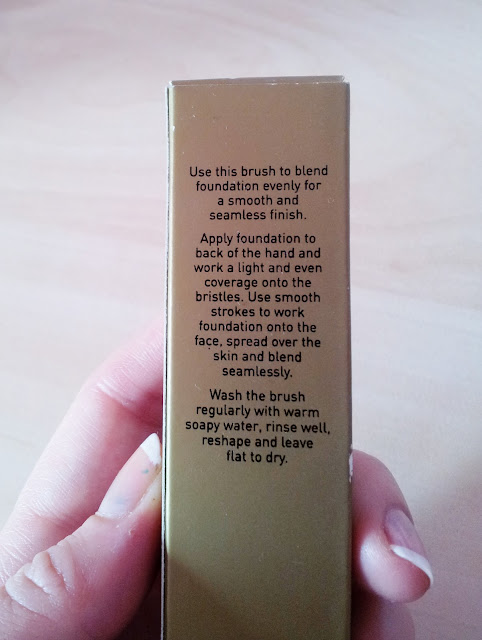 Use this brush to blend
foundation evenly for
a smooth and
seamless finish.
Apply foundation to
back of the hand and
work a light and even
coverage onto the
bristles. Use smooth
strokes to work
foundation onto the
face, spread over the
skin and blend
seamlessly.
Wash the brush
regularly with warm
soapy water, rinse well,
reshape and leave
flat to dry.